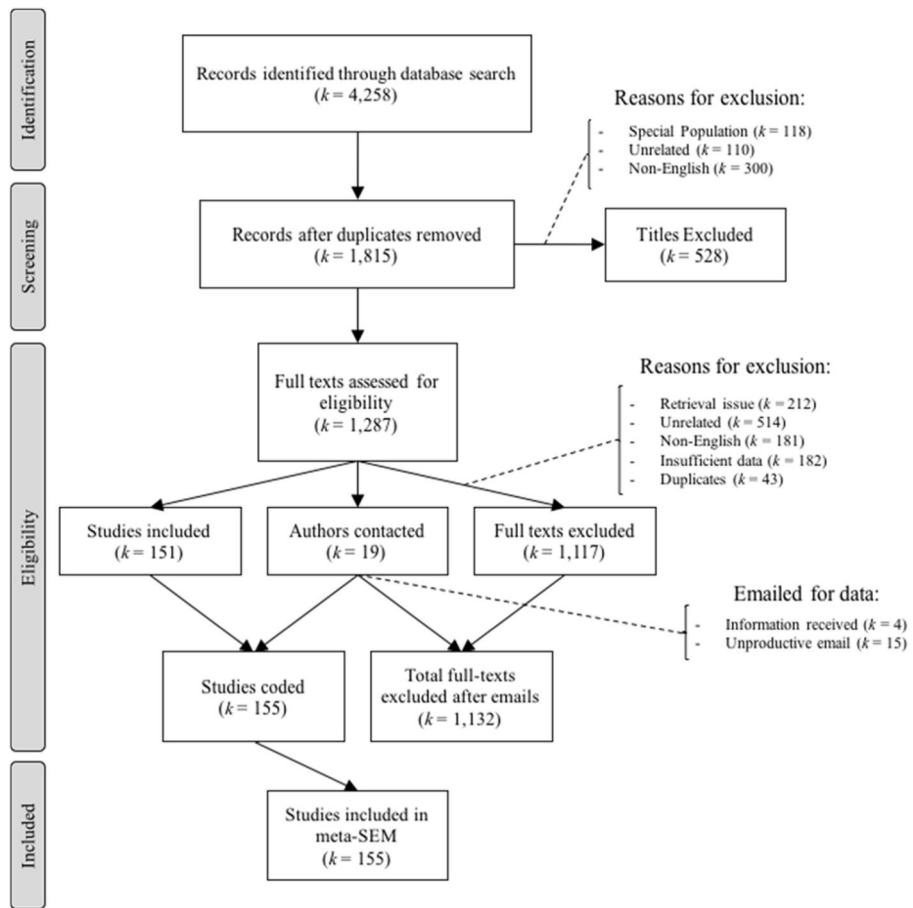 Identification
Records identified through database search
(k = 4,258)
Reasons for exclusion:
- Special Population (k = 118)
- Unrelated (k = 110)
- Non-English (k = 300)
Screening
Records after duplicates removed
(k = 1,815)
Titles Excluded
(k = 528)
Eligibility
Full texts assessed for
eligibility
(k = 1,287)
Reasons for exclusion:
- Retrieval issue (k = 212)
- Unrelated (k = 514)
- Non-English (k = 181)
- Insufficient data (k = 182)
- Duplicates (k = 43)
Studies included
(k = 151)
Authors contacted
(k = 19)
Full texts excluded
(k = 1,117)
Emailed for data:
- Information received (k = 4)
- Unproductive email (k = 15)
Studies coded
(k = 155)
Total full-texts
excluded after emails
(k = 1,132)
Included
Studies included in
meta-SEM
(k = 155)